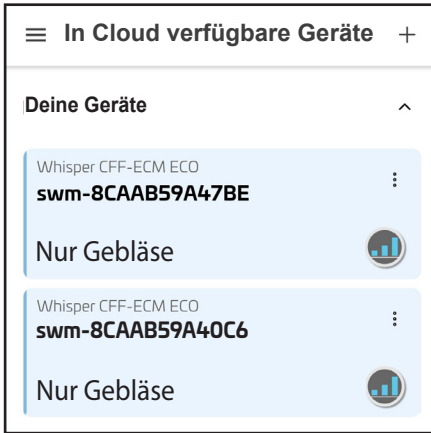 In Cloud verfügbare Geräte
Deine Geräte
Whisper CFF-ECM ECO
swm-8CAAB59A47BE
Nur Gebläse
Whisper CFF-ECM ECO
swm-8CAAB59A40C6
Nur Gebläse